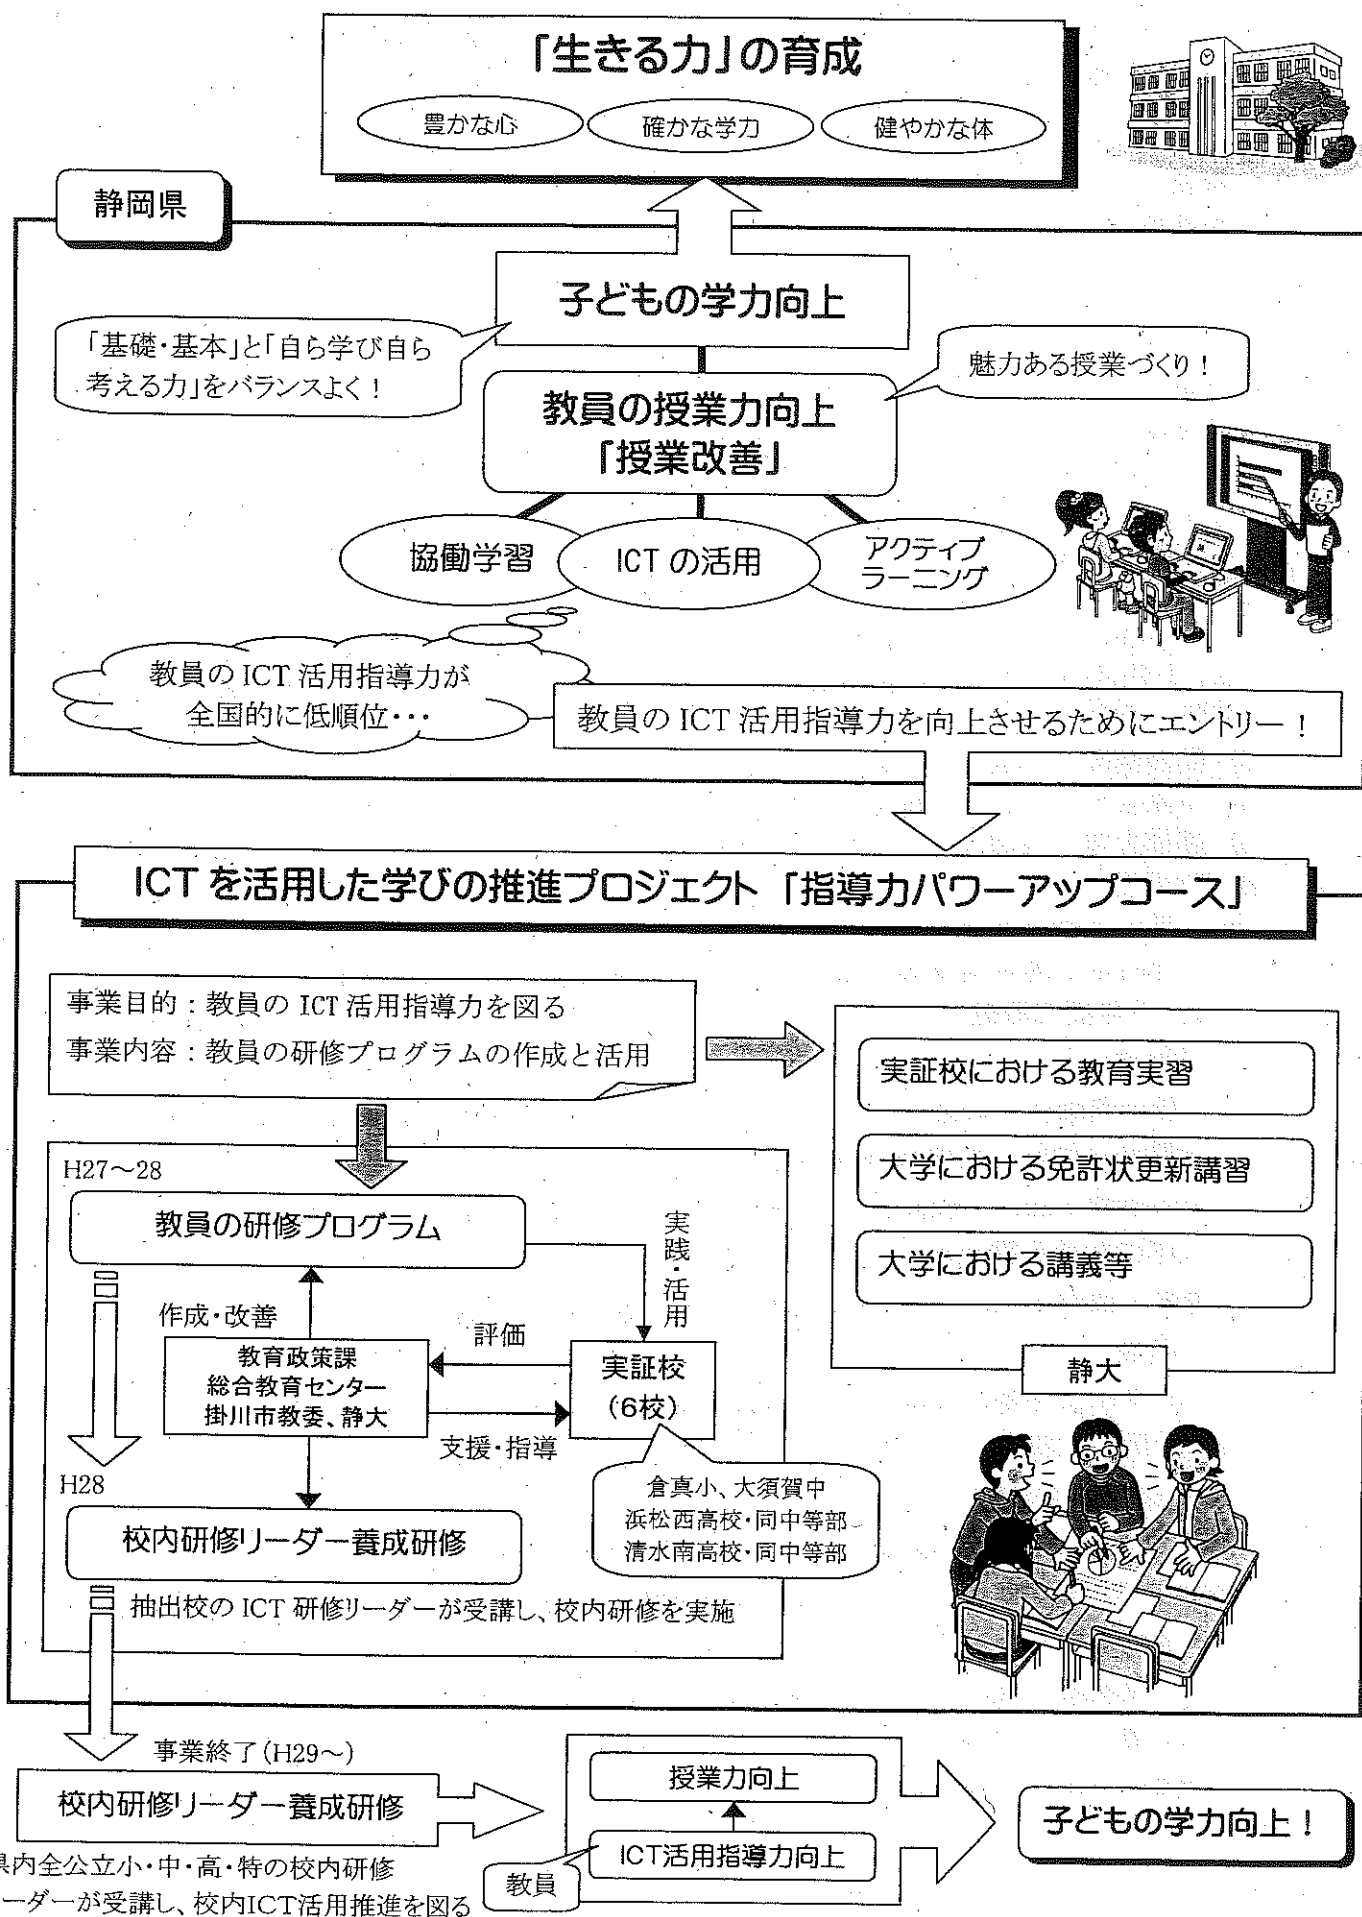 「生きる力」の育成
豊かな心
確かな学力
健やかな体
静岡県
子どもの学力向上
「基礎・基本」と「自ら学び自ら
考える力」をバランスよく！
魅力ある授業づくり！
教員の授業力向上
「授業改善」
協働学習
ICT の活用
アクティブ
ラーニング
教員の ICT 活用指導力が
全国的に低順位・・・
教員の ICT 活用指導力を向上させるためにエントリー！
ICT を活用した学びの推進プロジェクト「指導力パワーアップコース」
事業目的：教員の ICT 活用指導力を図る
事業内容：教員の研修プログラムの作成と活用
実証校における教育実習
大学における免許状更新講習
大学における講義等
静大
H27～28
教員の研修プログラム
実践・活用
作成・改善
評価
教育政策課
総合教育センター
掛川市教委、静大
実証校
(6校)
支援・指導
倉真小、大須賀中
浜松西高校・同中等部
清水南高校・同中等部
H28
校内研修リーダー養成研修
抽出校の ICT 研修リーダーが受講し、校内研修を実施
事業終了(H29～)
校内研修リーダー養成研修
県内全公立小・中・高・特の校内研修
ーダーが受講し、校内ICT活用推進を図る
授業力向上
ICT活用指導力向上
教員
子どもの学力向上！